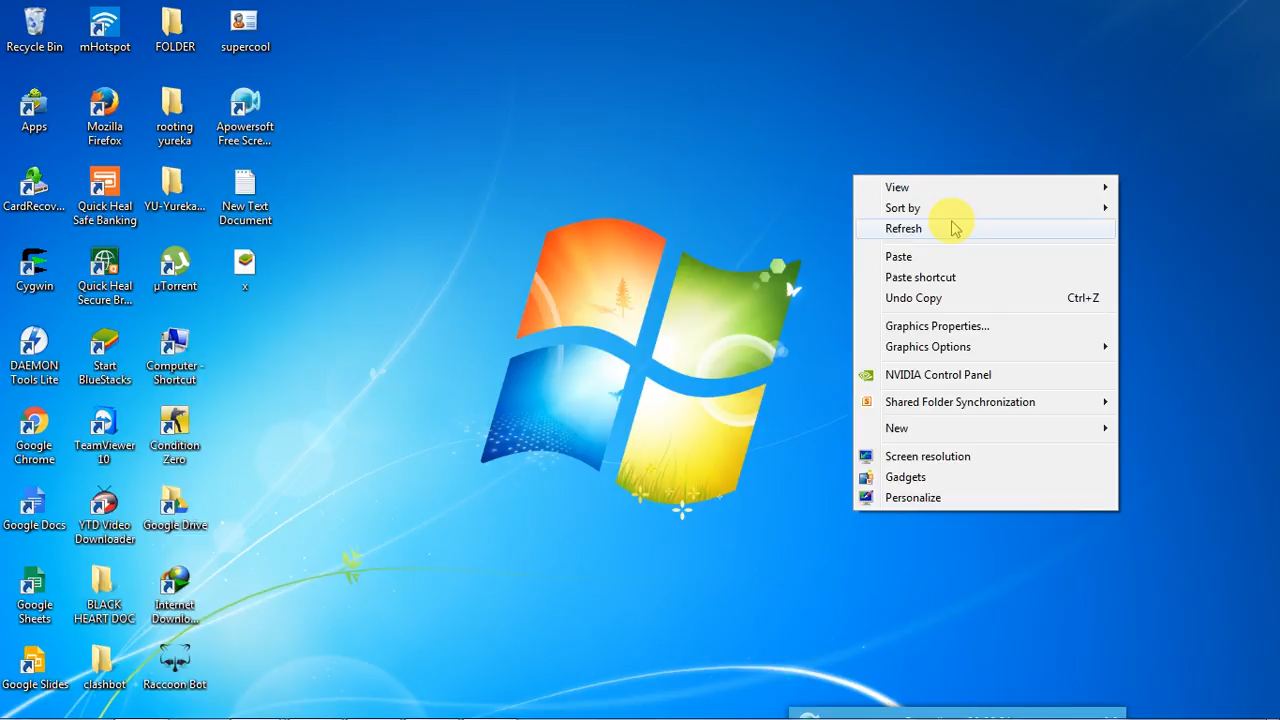 Recycle Bin
mHotspot
FOLDER
supercool
Apps
Mozilla
Firefox
rooting
yureka
Apowersoft
Free Scre...
CardRecov...
Quick Heal
Safe Banking
YU-Yureka...
New Text
Document
Cygwin
Quick Heal
Secure Br...
µTorrent
x
DAEMON
Tools Lite
Start
BlueStacks
Computer -
Shortcut
Google
Chrome
TeamViewer
10
Condition
Zero
Google Docs
YTD Video
Downloader
Google Drive
Google
Sheets
BLACK
HEART DOC
Internet
Downlo...
Google Slides
clashbot
Raccoon Bot
View
Sort by
Refresh
Paste
Paste shortcut
Undo Copy Ctrl+Z
Graphics Properties...
Graphics Options
NVIDIA Control Panel
Shared Folder Synchronization
New
Screen resolution
Gadgets
Personalize